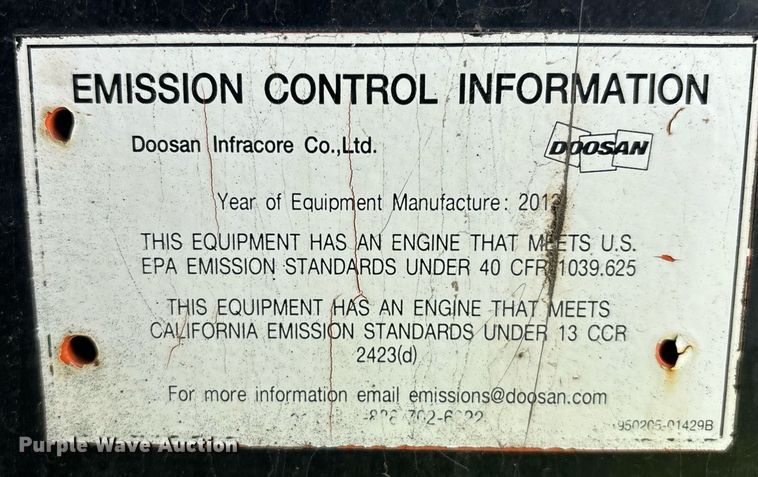 EMISSION CONTROL INFORMATION
Doosan Infracore Co.,Ltd.
DOOSAN
Year of Equipment Manufacture:
THIS EQUIPMENT HAS AN ENGINE THAT MEETS U.S.
EPA EMISSION STANDARDS UNDER 40 CFR 1039.625
THIS EQUIPMENT HAS AN ENGINE THAT MEETS
CALIFORNIA EMISSION STANDARDS UNDER 13 CCR
2423(d)
For more information email emissions@doosan.com
950205-01429B
Purple Wave Auction